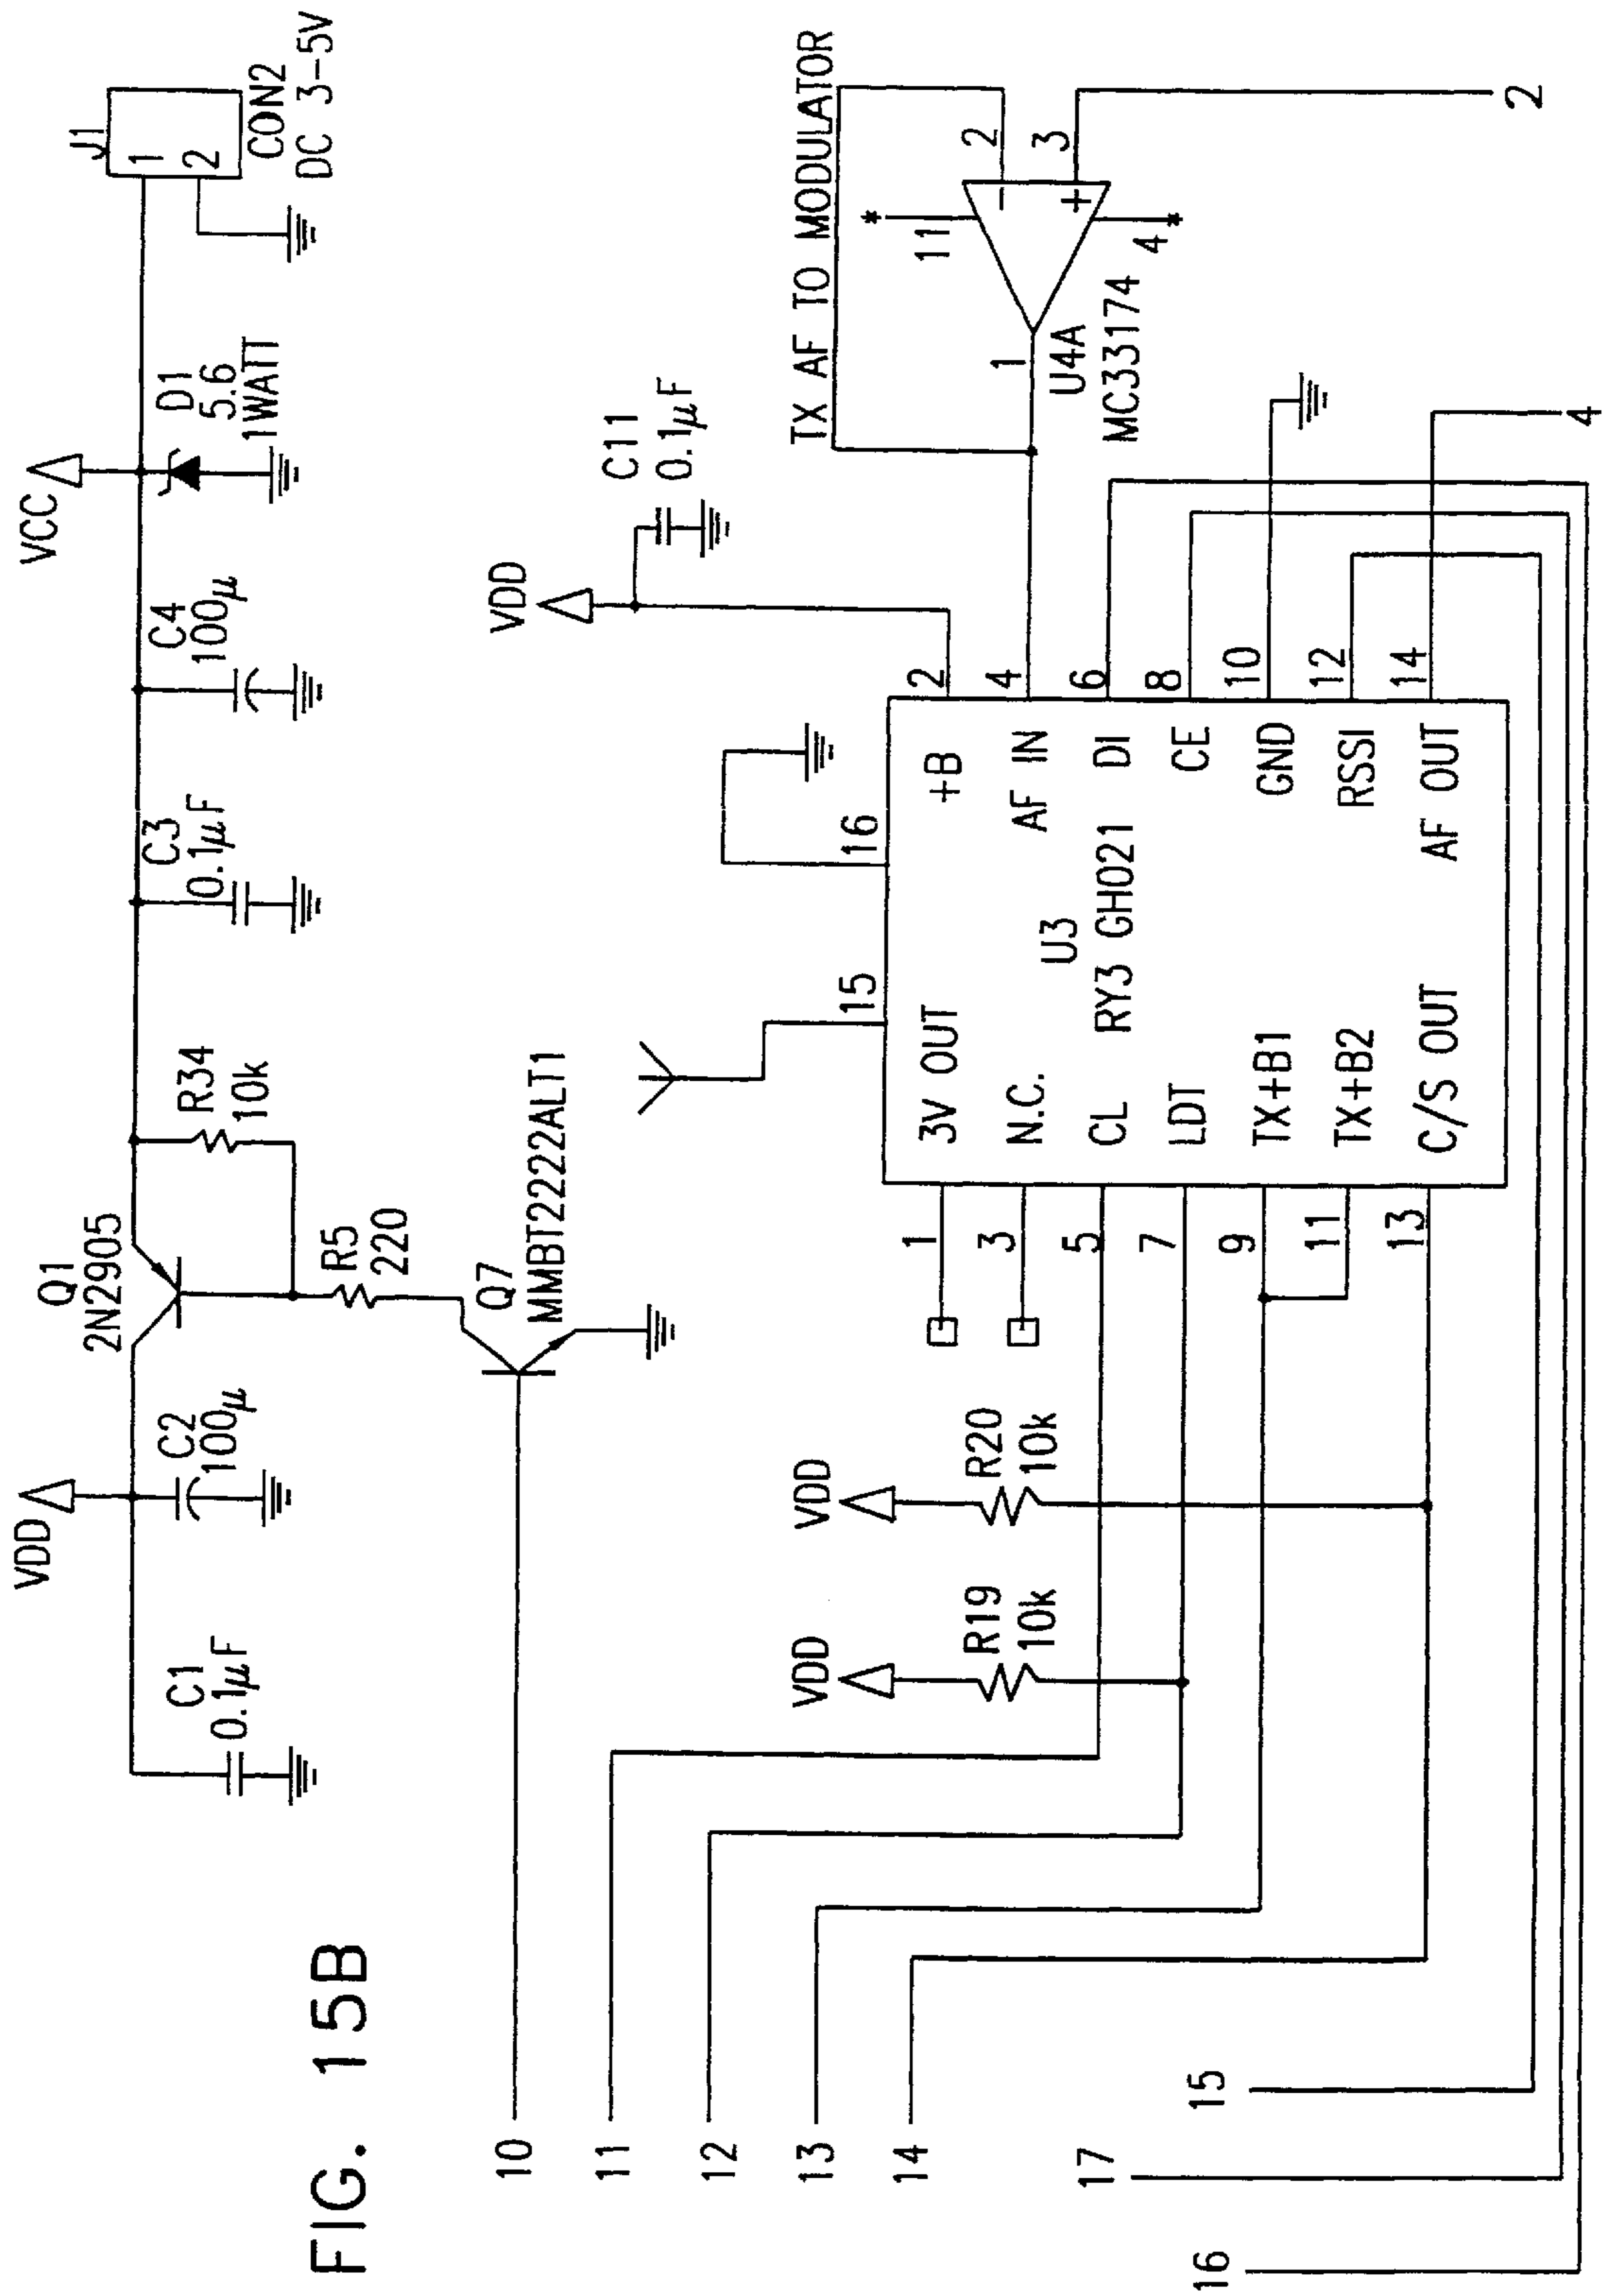 FIG. 15B
VDD
C1
0.1μF
C2
100μ
Q1
2N2905
R34
10k
R5
220
Q7
MMBT2222ALT1
C3
0.1μF
C4
100μ
VCC
D1
5.6
1WATT
J1
1
2
CON2
DC 3-5V
10
11
12
13
14
17
15
16
VDD
R19
10k
VDD
R20
10k
1
3
5
7
9
11
13
15
16
3V OUT
N.C.
CL
LDT
TX+B1
TX+B2
C/S OUT
U3
RY3 GH021
+B
AF IN
DI
CE
GND
RSSI
AF OUT
2
4
6
8
10
12
14
VDD
C11
0.1μF
TX AF TO MODULATOR
1
U4A
MC33174
11
*
4
*
2
3
-
+
2
4